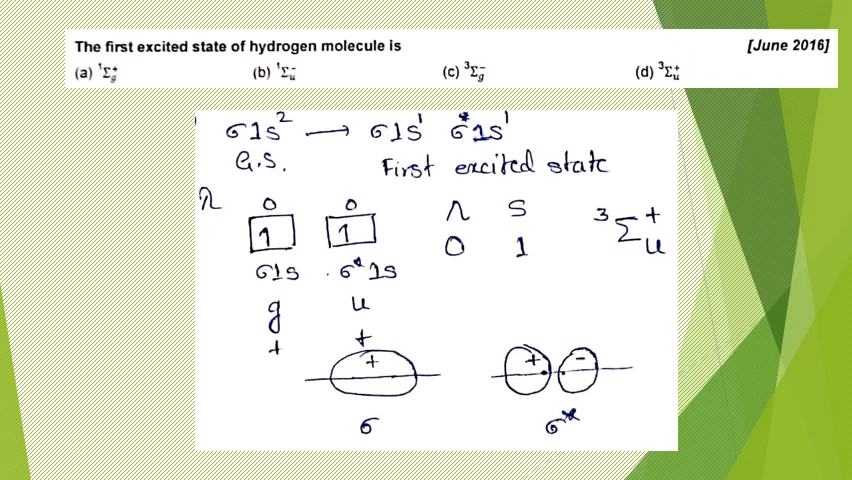 The first excited state of hydrogen molecule is [June 2016]
(a) ¹Σg⁺ (b) ¹Σu⁻ (c) ³Σg⁻ (d) ³Σu⁺
σ1s² ⟶ σ1s¹ σ*1s¹
G.S. First excited state
λ 0 0 Λ S ³Σu⁺
1 1 0 1
σ1s . σ*1s
g u
+ +
+ + -
σ σ*